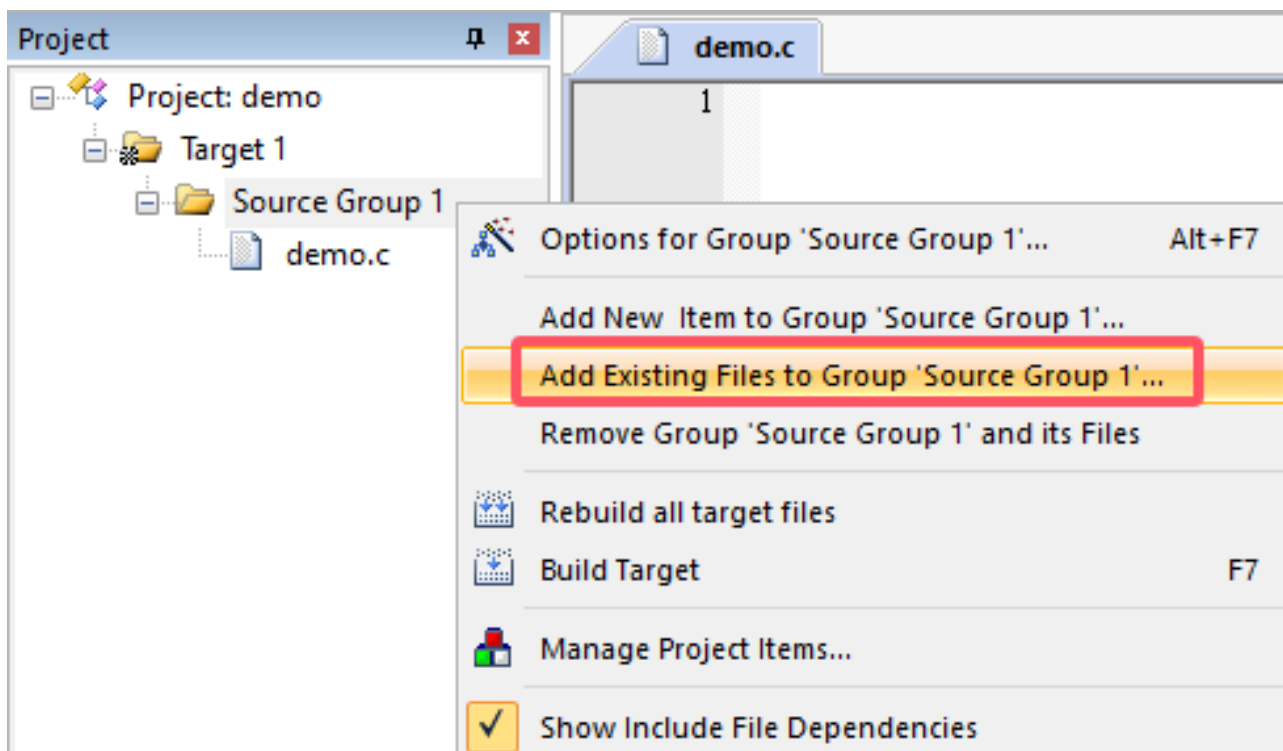 Project
demo.c
Project: demo
1
Target 1
Source Group 1
demo.c
Options for Group 'Source Group 1'... Alt+F7
Add New  Item to Group 'Source Group 1'...
Add Existing Files to Group 'Source Group 1'...
Remove Group 'Source Group 1' and its Files
Rebuild all target files
Build Target F7
Manage Project Items...
Show Include File Dependencies